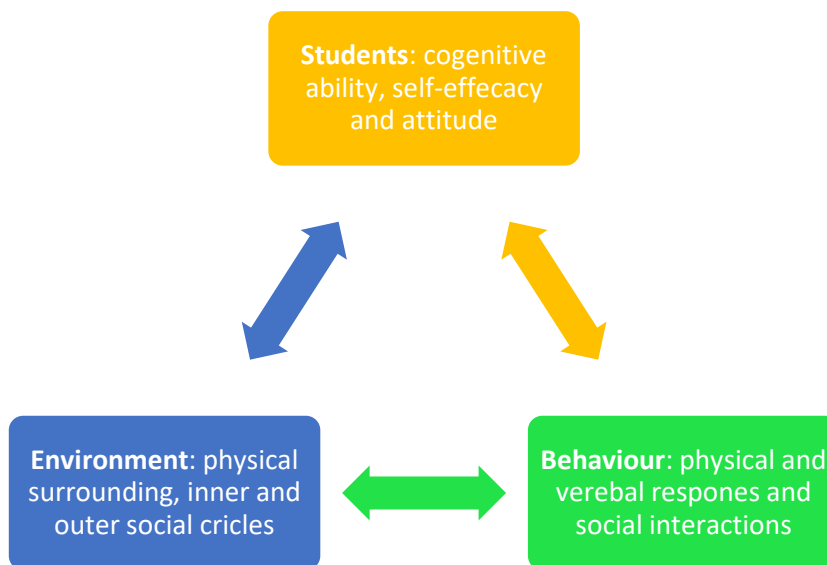 Students: cogenitive
ability, self-effecacy
and attitude
Environment: physical
surrounding, inner and
outer social cricles
Behaviour: physical and
verebal respones and
social interactions